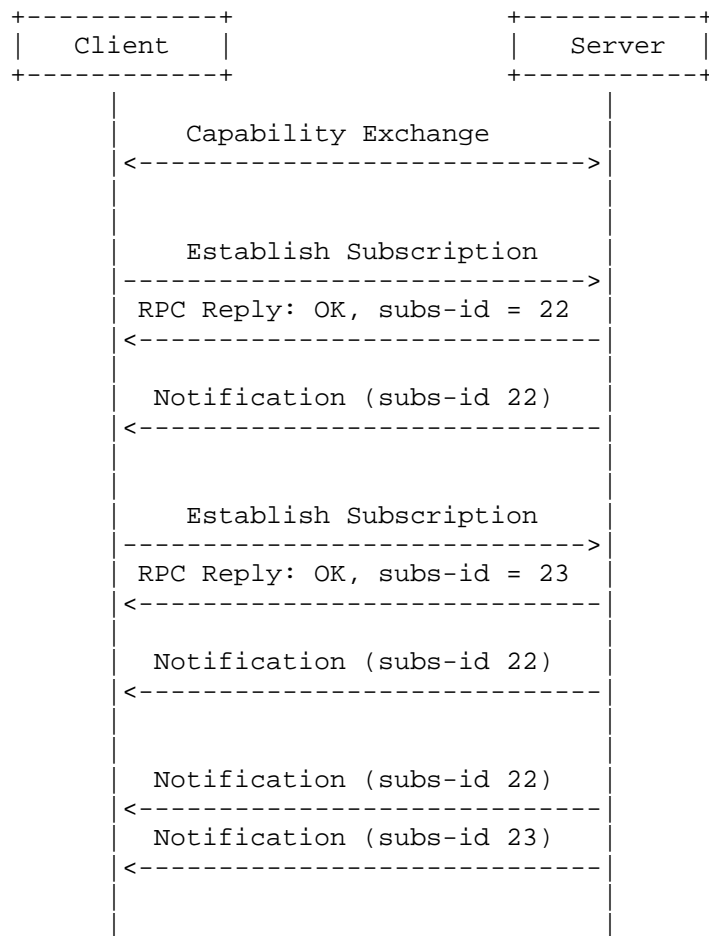 Client Server
Capability Exchange
Establish Subscription
RPC Reply: OK, subs-id = 22
Notification (subs-id 22)
Establish Subscription
RPC Reply: OK, subs-id = 23
Notification (subs-id 22)
Notification (subs-id 22)
Notification (subs-id 23)